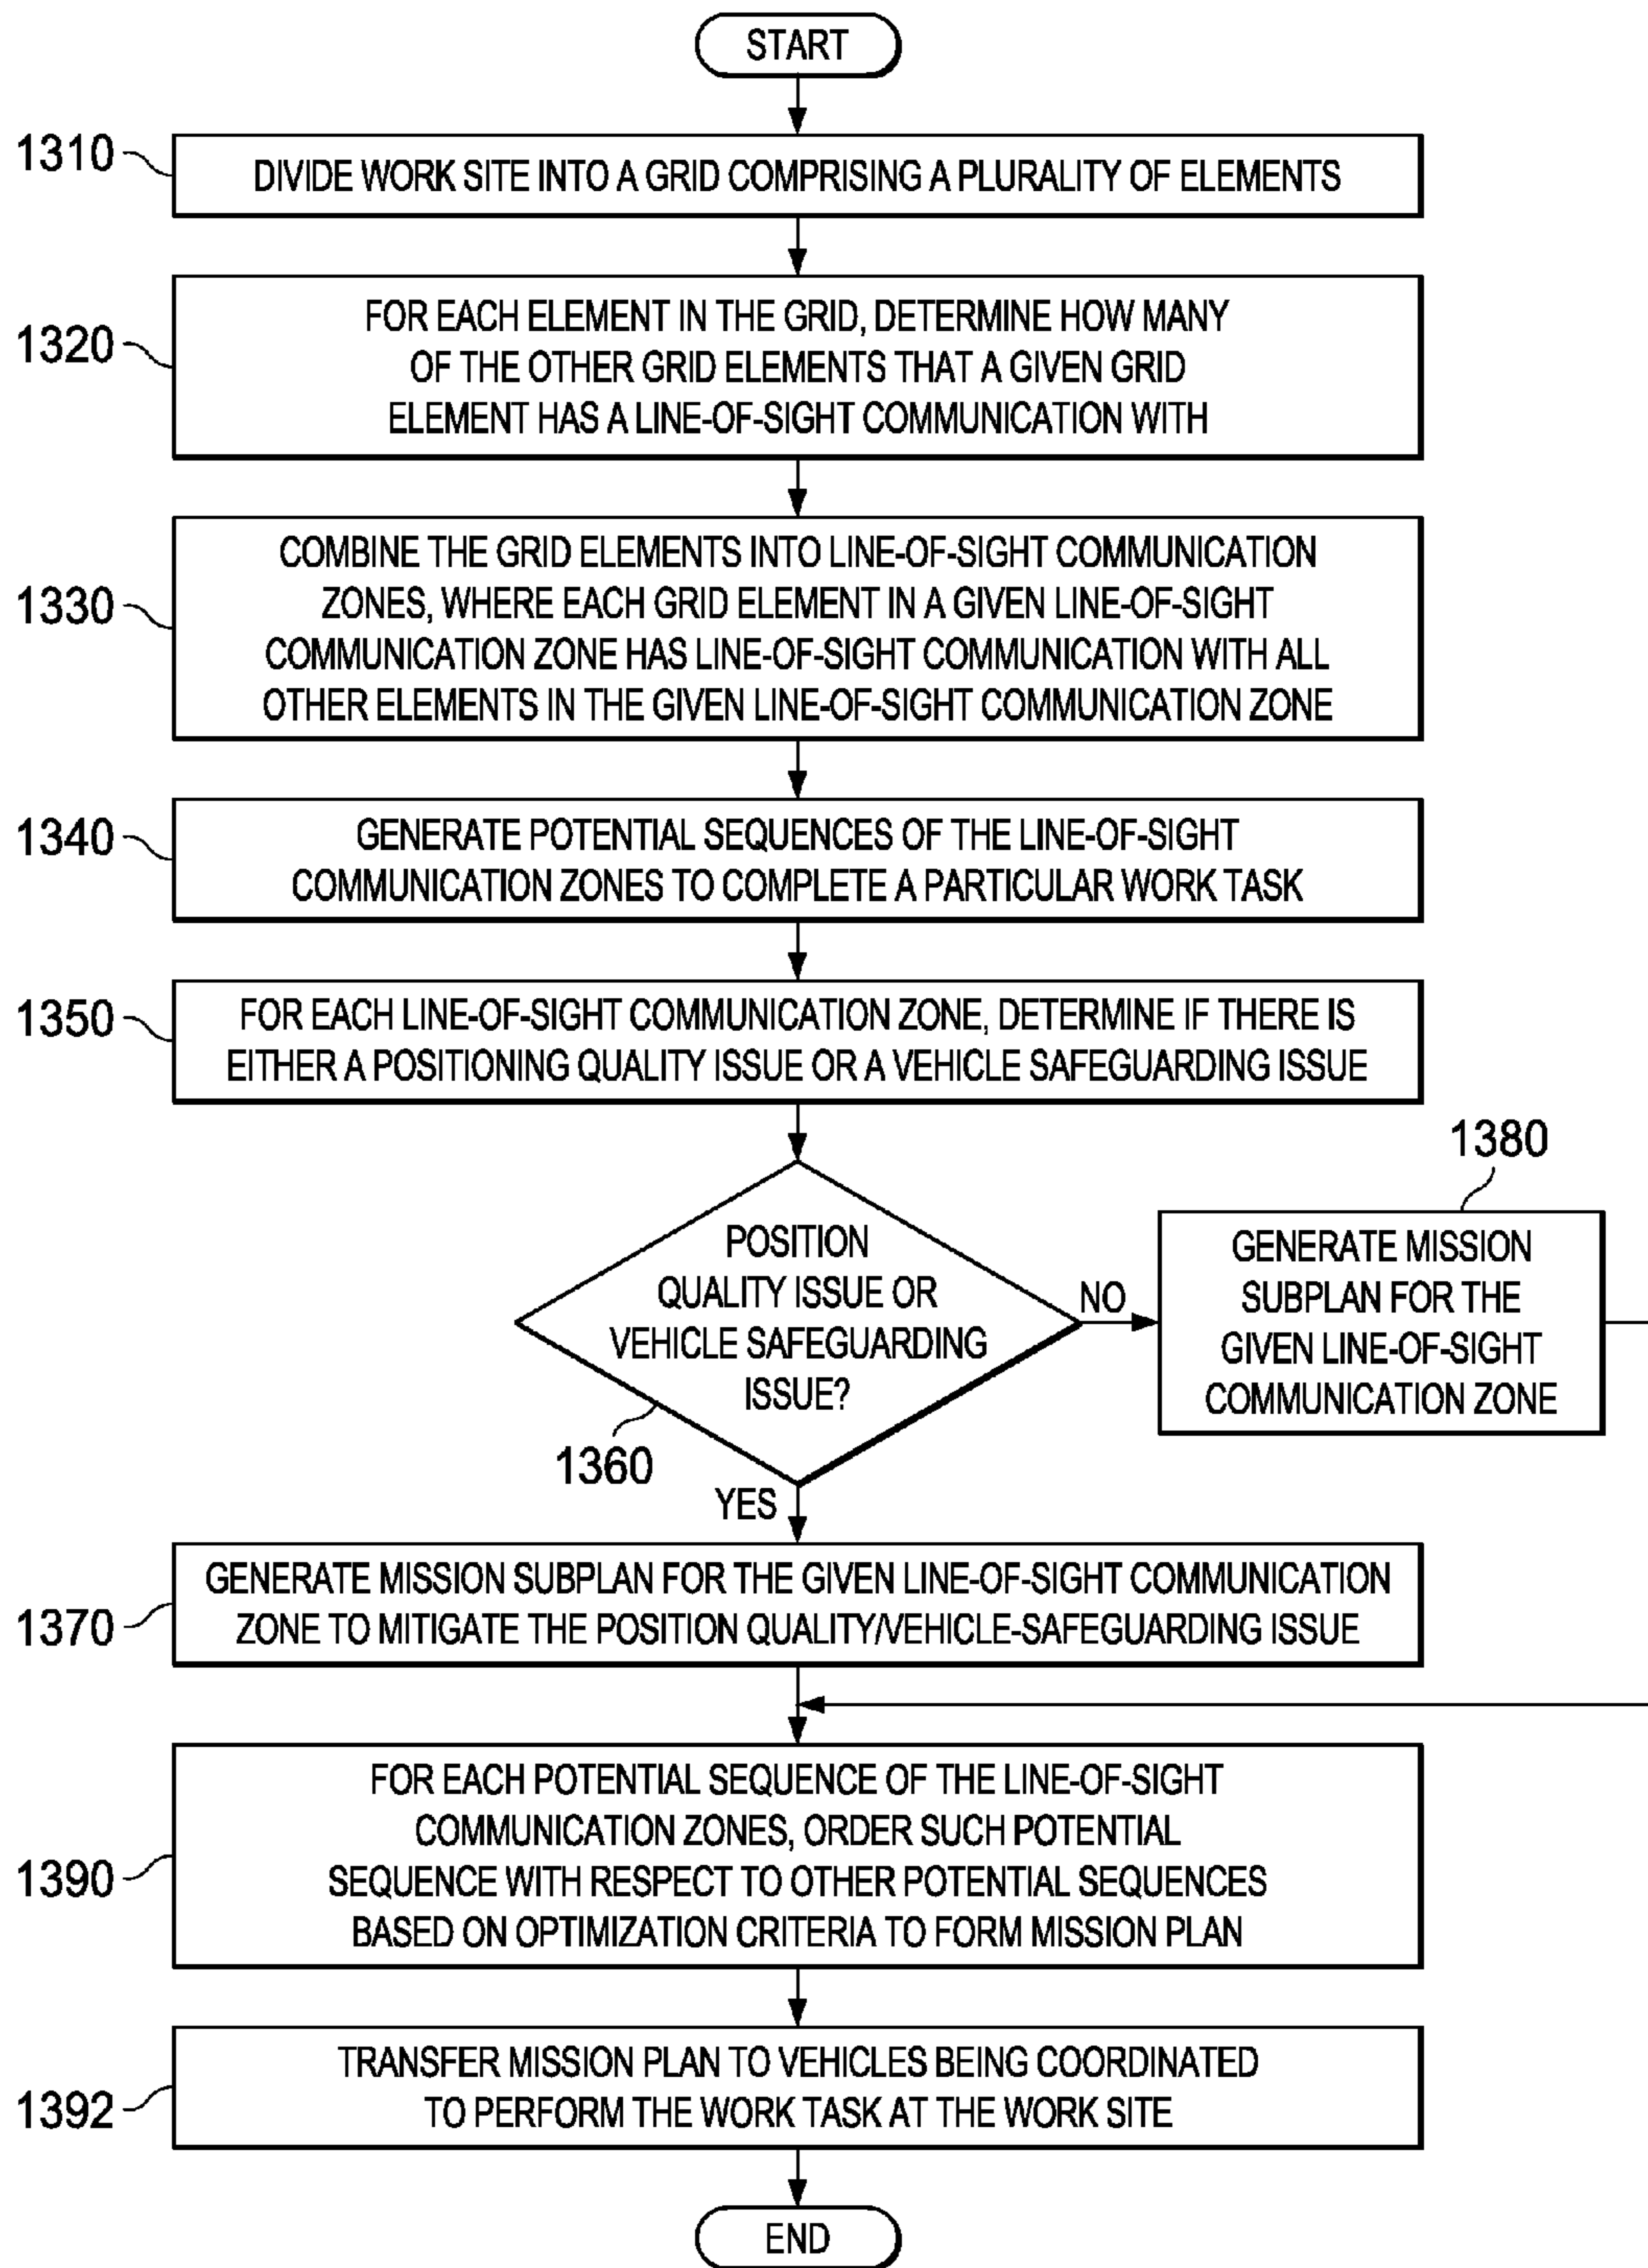 START
1310
DIVIDE WORK SITE INTO A GRID COMPRISING A PLURALITY OF ELEMENTS
1320
FOR EACH ELEMENT IN THE GRID, DETERMINE HOW MANY
OF THE OTHER GRID ELEMENTS THAT A GIVEN GRID
ELEMENT HAS A LINE-OF-SIGHT COMMUNICATION WITH
1330
COMBINE THE GRID ELEMENTS INTO LINE-OF-SIGHT COMMUNICATION
ZONES, WHERE EACH GRID ELEMENT IN A GIVEN LINE-OF-SIGHT
COMMUNICATION ZONE HAS LINE-OF-SIGHT COMMUNICATION WITH ALL
OTHER ELEMENTS IN THE GIVEN LINE-OF-SIGHT COMMUNICATION ZONE
1340
GENERATE POTENTIAL SEQUENCES OF THE LINE-OF-SIGHT
COMMUNICATION ZONES TO COMPLETE A PARTICULAR WORK TASK
1350
FOR EACH LINE-OF-SIGHT COMMUNICATION ZONE, DETERMINE IF THERE IS
EITHER A POSITIONING QUALITY ISSUE OR A VEHICLE SAFEGUARDING ISSUE
1360
POSITION
QUALITY ISSUE OR
VEHICLE SAFEGUARDING
ISSUE?
NO
1380
GENERATE MISSION
SUBPLAN FOR THE
GIVEN LINE-OF-SIGHT
COMMUNICATION ZONE
YES
1370
GENERATE MISSION SUBPLAN FOR THE GIVEN LINE-OF-SIGHT COMMUNICATION
ZONE TO MITIGATE THE POSITION QUALITY/VEHICLE-SAFEGUARDING ISSUE
1390
FOR EACH POTENTIAL SEQUENCE OF THE LINE-OF-SIGHT
COMMUNICATION ZONES, ORDER SUCH POTENTIAL
SEQUENCE WITH RESPECT TO OTHER POTENTIAL SEQUENCES
BASED ON OPTIMIZATION CRITERIA TO FORM MISSION PLAN
1392
TRANSFER MISSION PLAN TO VEHICLES BEING COORDINATED
TO PERFORM THE WORK TASK AT THE WORK SITE
END